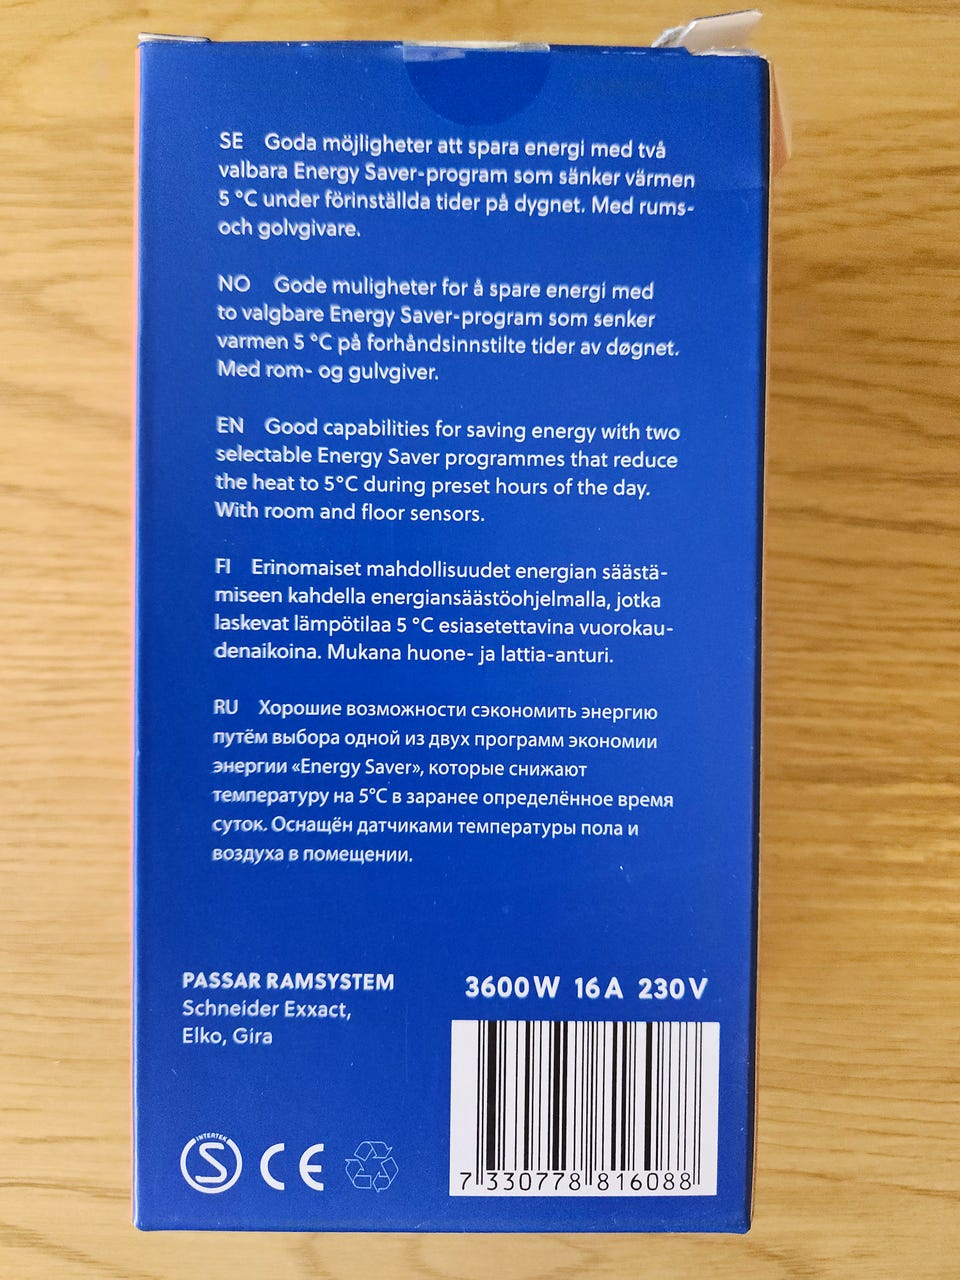 SE Goda möjligheter att spara energi med två
valbara Energy Saver-program som sänker värmen
5 °C under förinställda tider på dygnet. Med rums-
och golvgivare.
NO Gode muligheter for å spare energi med
to valgbare Energy Saver-program som senker
varmen 5 °C på forhåndsinnstilte tider av døgnet.
Med rom- og gulvgiver.
EN Good capabilities for saving energy with two
selectable Energy Saver programmes that reduce
the heat to 5°C during preset hours of the day.
With room and floor sensors.
FI Erinomaiset mahdollisuudet energian säästä-
miseen kahdella energiansäästöohjelmalla, jotka
laskevat lämpötilaa 5 °C esiasetettavina vuorokau-
denaikoina. Mukana huone- ja lattia-anturi.
RU Хорошие возможности сэкономить энергию
путём выбора одной из двух программ экономии
энергии «Energy Saver», которые снижают
температуру на 5°C в заранее определённое время
суток. Оснащён датчиками температуры пола и
воздуха в помещении.
PASSAR RAMSYSTEM
Schneider Exxact,
Elko, Gira
3600W 16A 230V
INTERTEK
S
CE
7 330778 816088